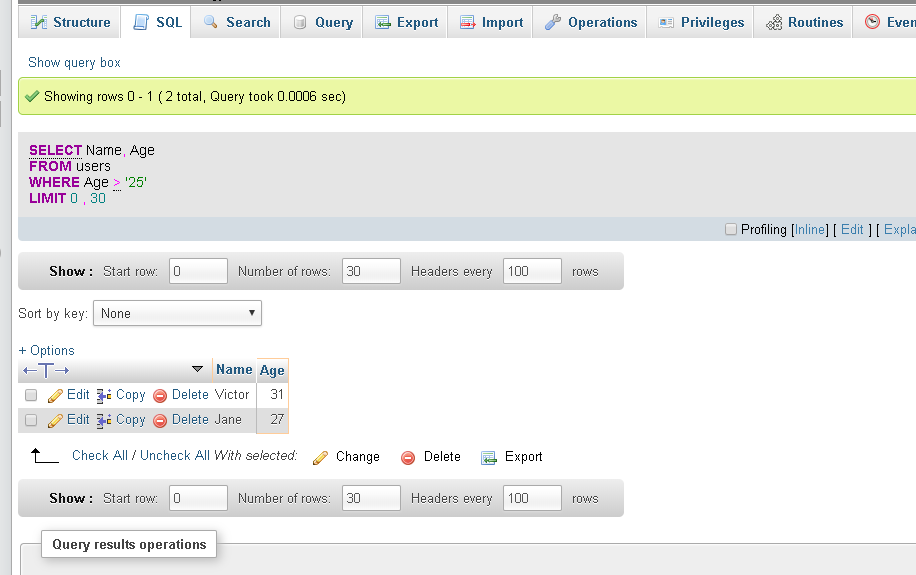 Structure SQL Search Query Export Import Operations Privileges Routines
Show query box
Showing rows 0 - 1 ( 2 total, Query took 0.0006 sec)
SELECT Name, Age
FROM users
WHERE Age > '25'
LIMIT 0 , 30
Profiling [Inline] [ Edit ] [
Show : Start row: 0 Number of rows: 30 Headers every 100 rows
Sort by key: None
+ Options
Name Age
Edit Copy Delete Victor 31
Edit Copy Delete Jane 27
Check All / Uncheck All With selected: Change Delete Export
Show : Start row: 0 Number of rows: 30 Headers every 100 rows
Query results operations